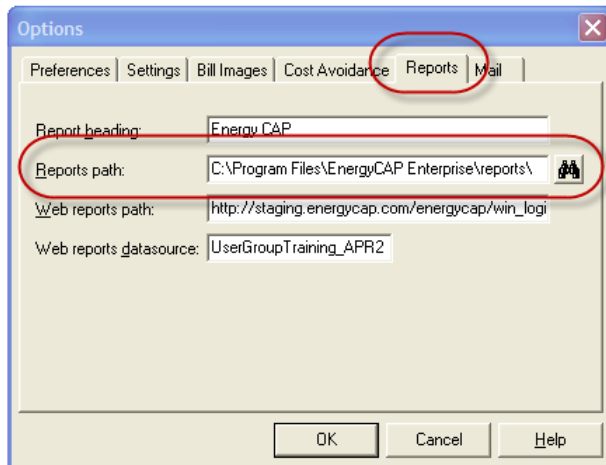 Options
Preferences Settings Bill Images Cost Avoidance Reports Mail
Report heading: Energy CAP
Reports path: C:\Program Files\EnergyCAP Enterprise\reports\
Web reports path: http://staging.energycap.com/energycap/win_logi
Web reports datasource: UserGroupTraining_APR2
OK Cancel Help